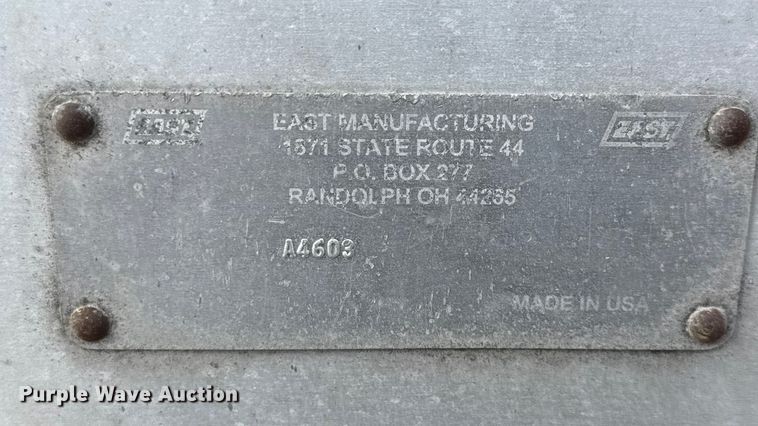 EAST EAST
EAST MANUFACTURING
1871 STATE ROUTE 44
P.O. BOX 277
RANDOLPH OH 44265
A4603
MADE IN USA
Purple Wave Auction